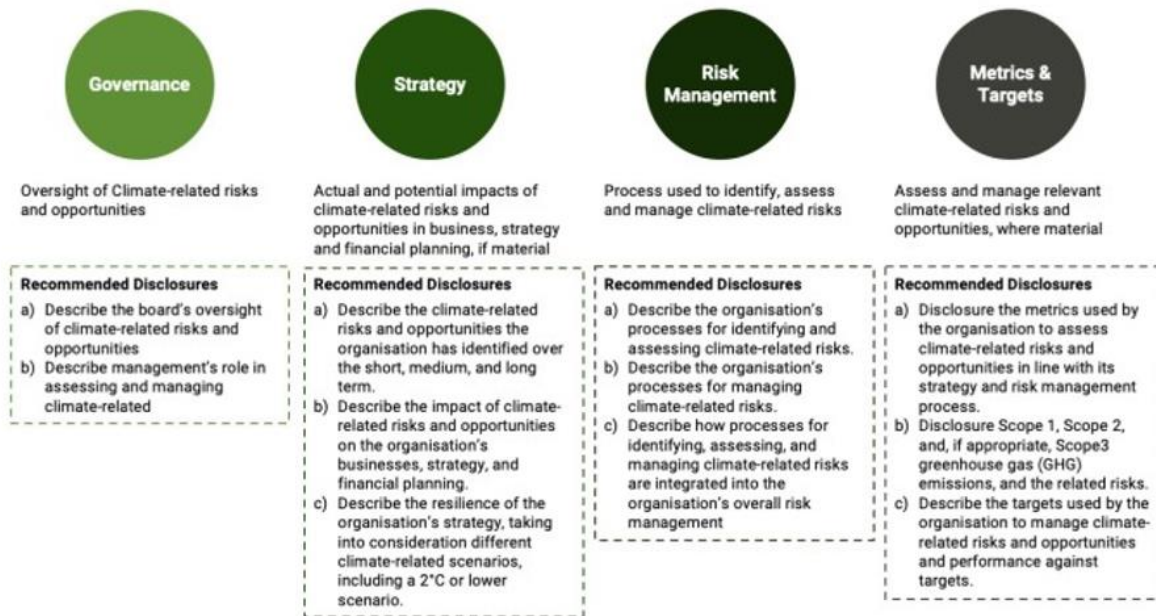 Governance
Oversight of Climate-related risks
and opportunities
Recommended Disclosures
a) Describe the board's oversight
of climate-related risks and
opportunities
b) Describe management's role in
assessing and managing
climate-related
Strategy
Actual and potential impacts of
climate-related risks and
opportunities in business, strategy
and financial planning, if material
Recommended Disclosures
a) Describe the climate-related
risks and opportunities the
organisation has identified over
the short, medium, and long
term.
b) Describe the impact of climate-
related risks and opportunities
on the organisation's
businesses, strategy, and
financial planning.
c) Describe the resilience of the
organisation's strategy, taking
into consideration different
climate-related scenarios,
including a 2°C or lower
scenario.
Risk
Management
Process used to identify, assess
and manage climate-related risks
Recommended Disclosures
a) Describe the organisation's
processes for identifying and
assessing climate-related risks.
b) Describe the organisation's
processes for managing
climate-related risks.
c) Describe how processes for
identifying, assessing, and
managing climate-related risks
are integrated into the
organisation's overall risk
management
Metrics &
Targets
Assess and manage relevant
climate-related risks and
opportunities, where material
Recommended Disclosures
a) Disclosure the metrics used by
the organisation to assess
climate-related risks and
opportunities in line with its
strategy and risk management
process.
b) Disclosure Scope 1, Scope 2,
and, if appropriate, Scope3
greenhouse gas (GHG)
emissions, and the related risks.
c) Describe the targets used by the
organisation to manage climate-
related risks and opportunities
and performance against
targets.